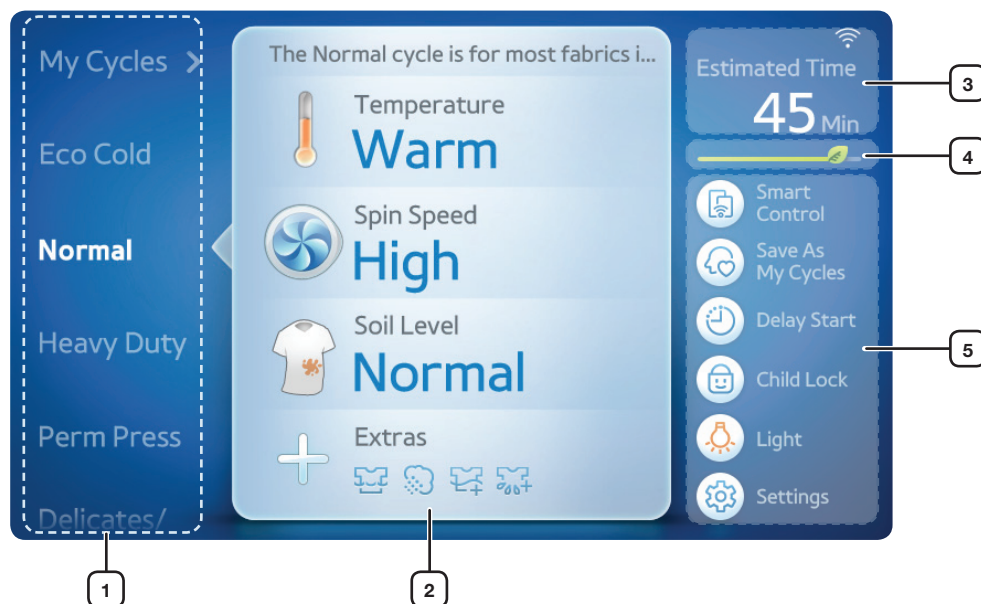 My Cycles
Eco Cold
Normal
Heavy Duty
Perm Press
Delicates/
The Normal cycle is for most fabrics i...
Temperature
Warm
Spin Speed
High
Soil Level
Normal
Extras
Estimated Time
45 Min
Smart
Control
Save As
My Cycles
Delay Start
Child Lock
Light
Settings
3
4
5
1
2